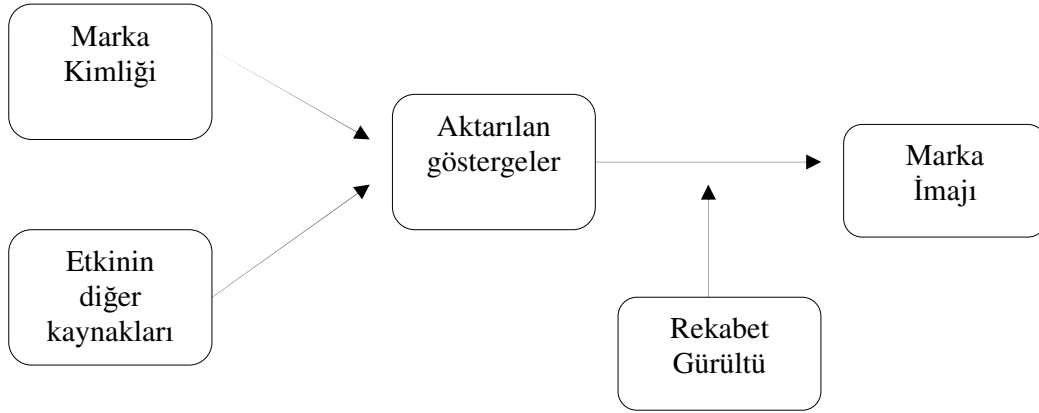 Marka
Kimliği
Aktarılan
göstergeler
Marka
İmajı
Etkinin
diğer
kaynakları
Rekabet
Gürültü